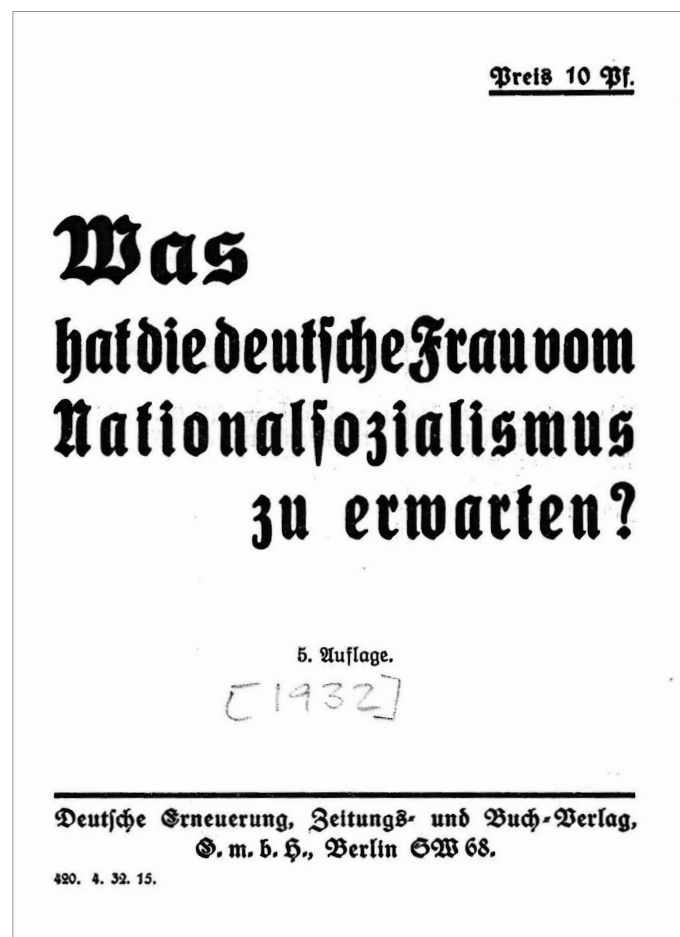 Preis 10 Pf.
Was
hat die deutsche Frau vom
Nationalsozialismus
zu erwarten?
5. Auflage.
[1932]
Deutsche Erneuerung, Zeitungs- und Buch-Verlag,
G. m. b. H., Berlin SW 68.
420. 4. 32. 15.